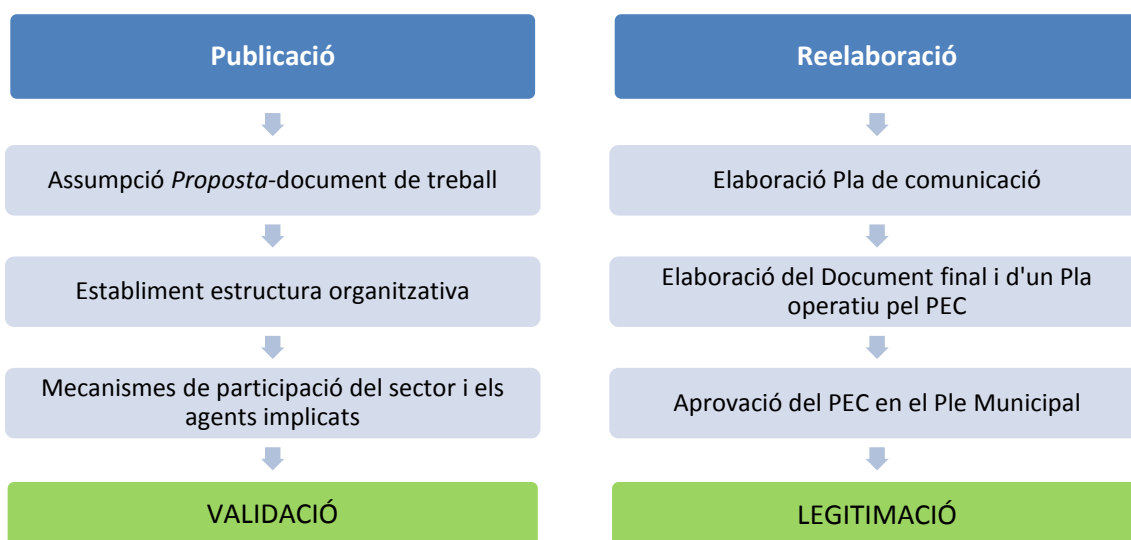 Publicació
Assumpció Proposta-document de treball
Establiment estructura organitzativa
Mecanismes de participació del sector i els
agents implicats
VALIDACIÓ
Reelaboració
Elaboració Pla de comunicació
Elaboració del Document final i d'un Pla
operatiu pel PEC
Aprovació del PEC en el Ple Municipal
LEGITIMACIÓ